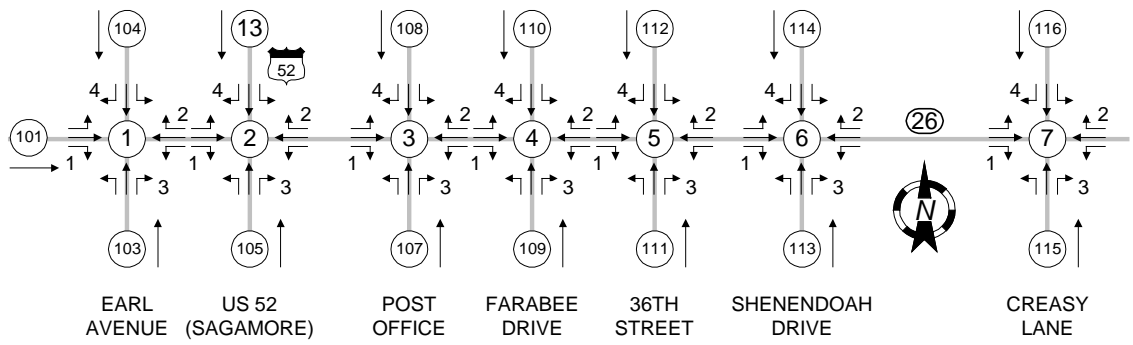 104 13 108 110 112 114 116
52
4 4 4 4 4 4 4
2 2 2 2 2 2 2
26
101 1 2 3 4 5 6 7
1 1 1 1 1 1 1
3 3 3 3 3 3 3
N
103 105 107 109 111 113 115
EARL AVENUE
US 52 (SAGAMORE)
POST OFFICE
FARABEE DRIVE
36TH STREET
SHENENDOAH DRIVE
CREASY LANE